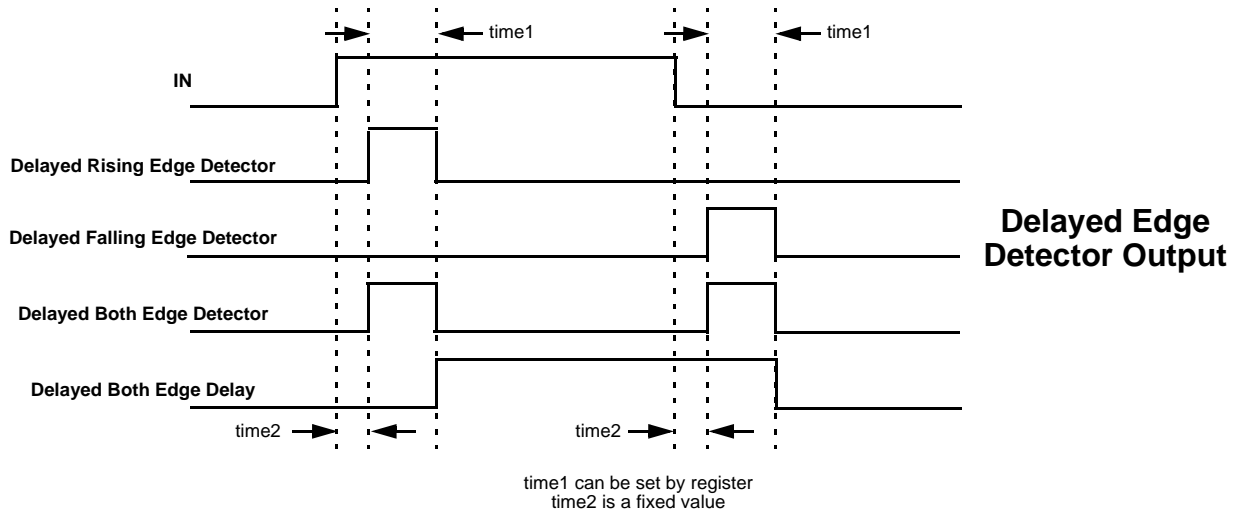 time1
time1
IN
Delayed Rising Edge Detector
Delayed Falling Edge Detector
Delayed Edge
Detector Output
Delayed Both Edge Detector
Delayed Both Edge Delay
time2
time2
time1 can be set by register
time2 is a fixed value